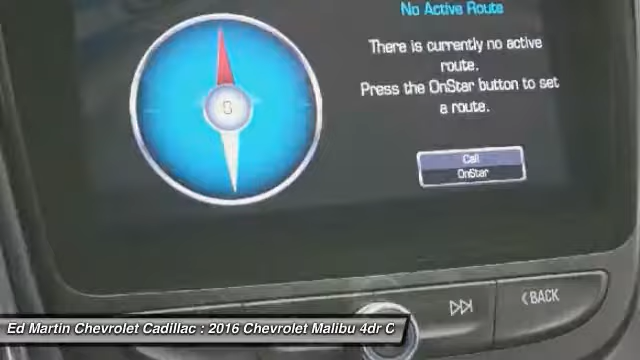 No Active Route
There is currently no active
route.
Press the OnStar button to set
a route.
S
Call
OnStar
BACK
Ed Martin Chevrolet Cadillac : 2016 Chevrolet Malibu 4dr C